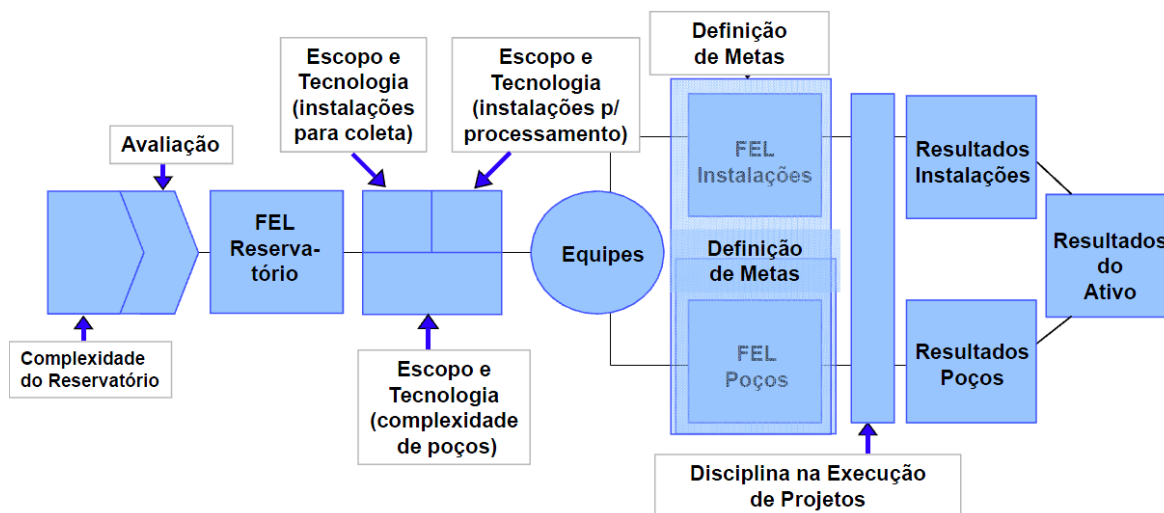 Escopo e
Tecnologia
(instalações
para coleta)
Escopo e
Tecnologia
(instalações p/
processamento)
Definição
de Metas
Avaliação
FEL
Reserva-
tório
Equipes
FEL
Instalações
Definição
de Metas
FEL
Poços
Resultados
Instalações
Resultados
do
Ativo
Resultados
Poços
Complexidade
do Reservatório
Escopo e
Tecnologia
(complexidade
de poços)
Disciplina na Execução
de Projetos